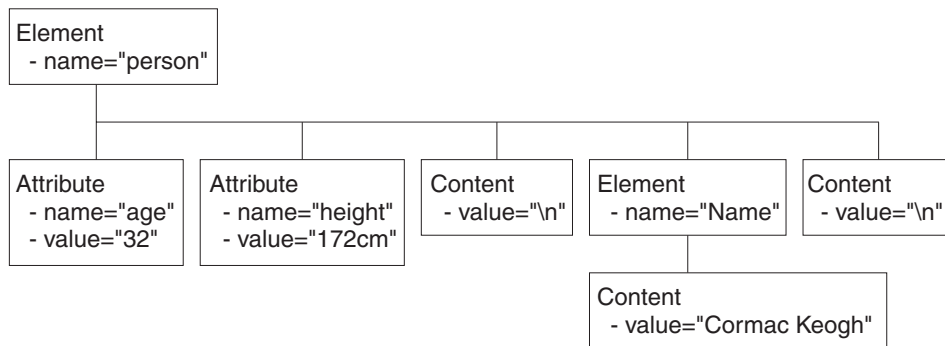 Element
- name="person"
Attribute
- name="age"
- value="32"
Attribute
- name="height"
- value="172cm"
Content
- value="\n"
Element
- name="Name"
Content
- value="\n"
Content
- value="Cormac Keogh"